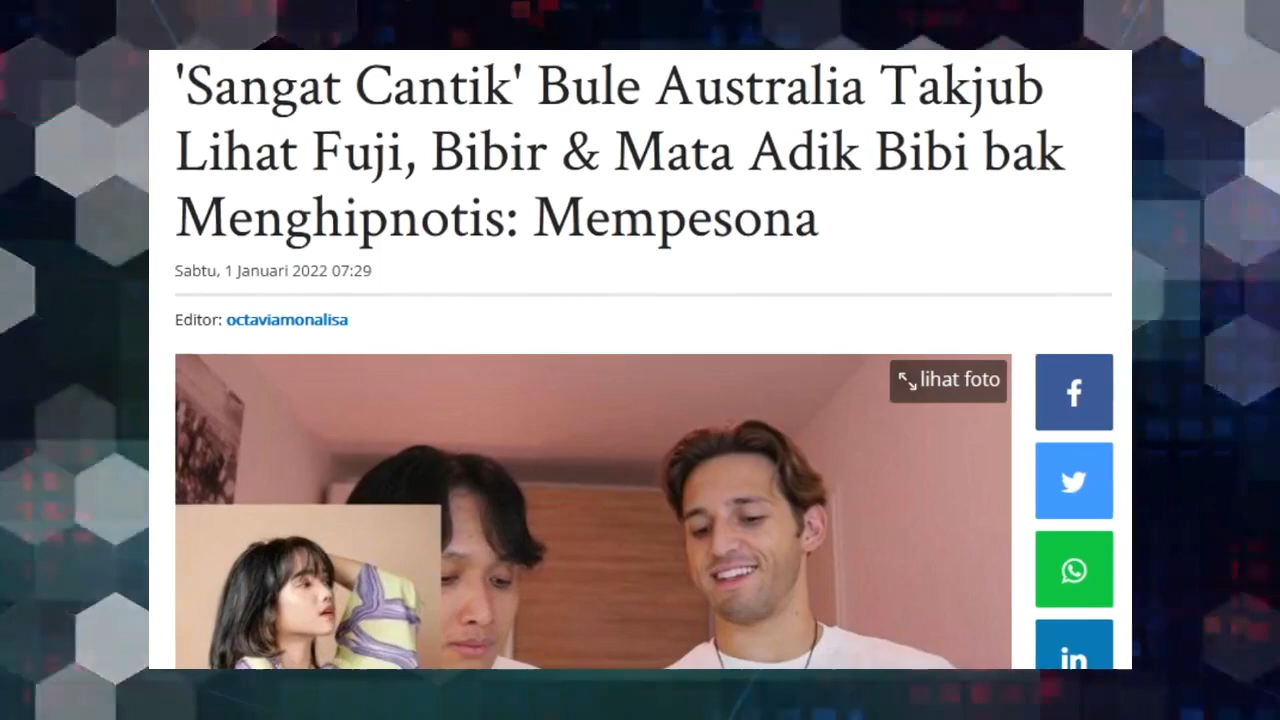 'Sangat Cantik' Bule Australia Takjub
Lihat Fuji, Bibir & Mata Adik Bibi bak
Menghipnotis: Mempesona
Sabtu, 1 Januari 2022 07:29
Editor: octaviamonalisa
lihat foto
f
in